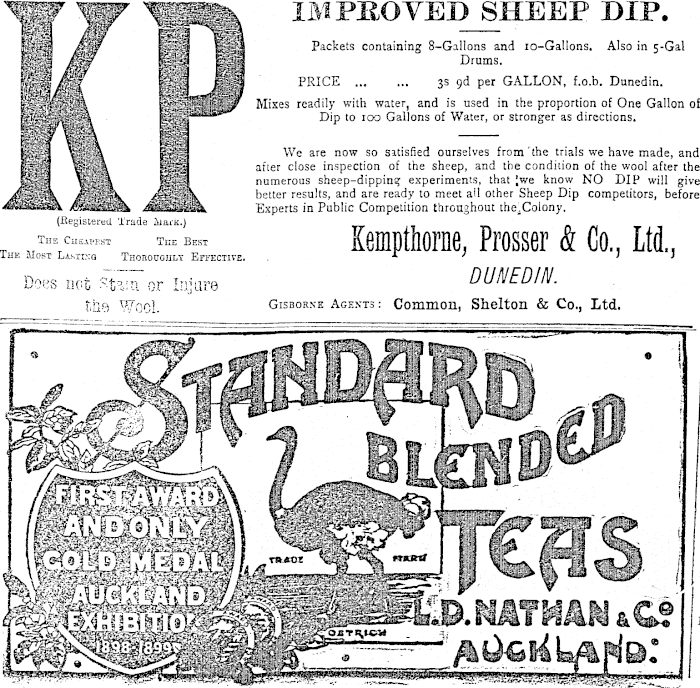 KP
(Registered Trade Mark.)
THE CHEAPEST THE BEST
THE MOST LASTING THOROUGHLY EFFECTIVE.
Does not Stain or Injure
the Wool.
IMPROVED SHEEP DIP.
Packets containing 8-Gallons and 10-Gallons. Also in 5-Gal
Drums.
PRICE ... ... 3s 9d per GALLON, f.o.b. Dunedin.
Mixes readily with water, and is used in the proportion of One Gallon of
Dip to 100 Gallons of Water, or stronger as directions.
We are now so satisfied ourselves from the trials we have made, and
after close inspection of the sheep, and the condition of the wool after the
numerous sheep-dipping experiments, that we know NO DIP will give
better results, and are ready to meet all other Sheep Dip competitors, before
Experts in Public Competition throughout the Colony.
Kempthorne, Prosser & Co., Ltd.,
DUNEDIN.
GISBORNE AGENTS: Common, Shelton & Co., Ltd.
STANDARD
BLENDED
TEAS
FIRST AWARD
AND ONLY
GOLD MEDAL
AUCKLAND
EXHIBITION
1898-1899
TRADE MARK
OSTRICH
L.D. NATHAN & Co
AUCKLAND.